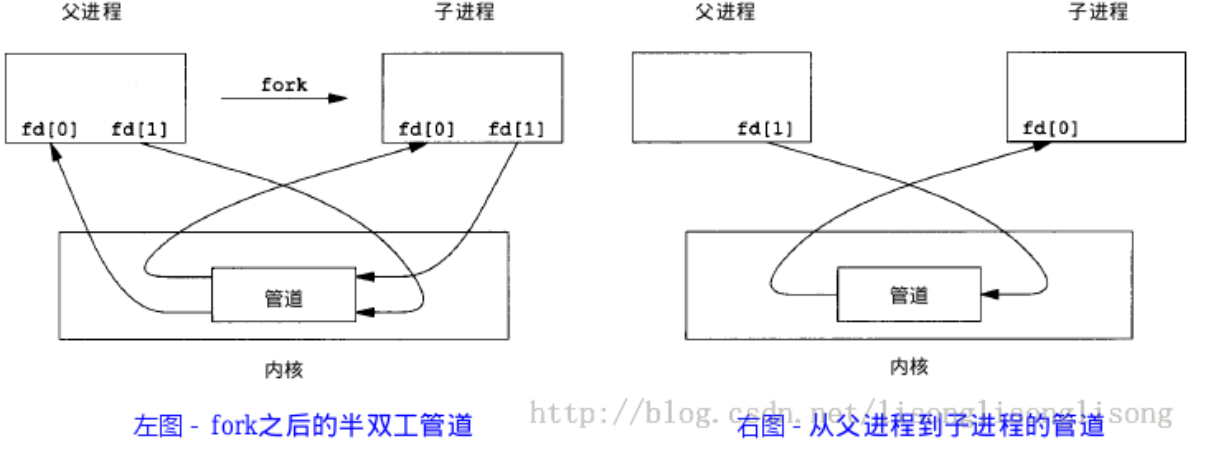 父进程 子进程 父进程 子进程
fork
fd[0] fd[1] fd[0] fd[1] fd[1] fd[0]
管道 管道
内核 内核
http://blog.csdn.net/lisonglisonglisong
左图 - fork之后的半双工管道 右图 - 从父进程到子进程的管道